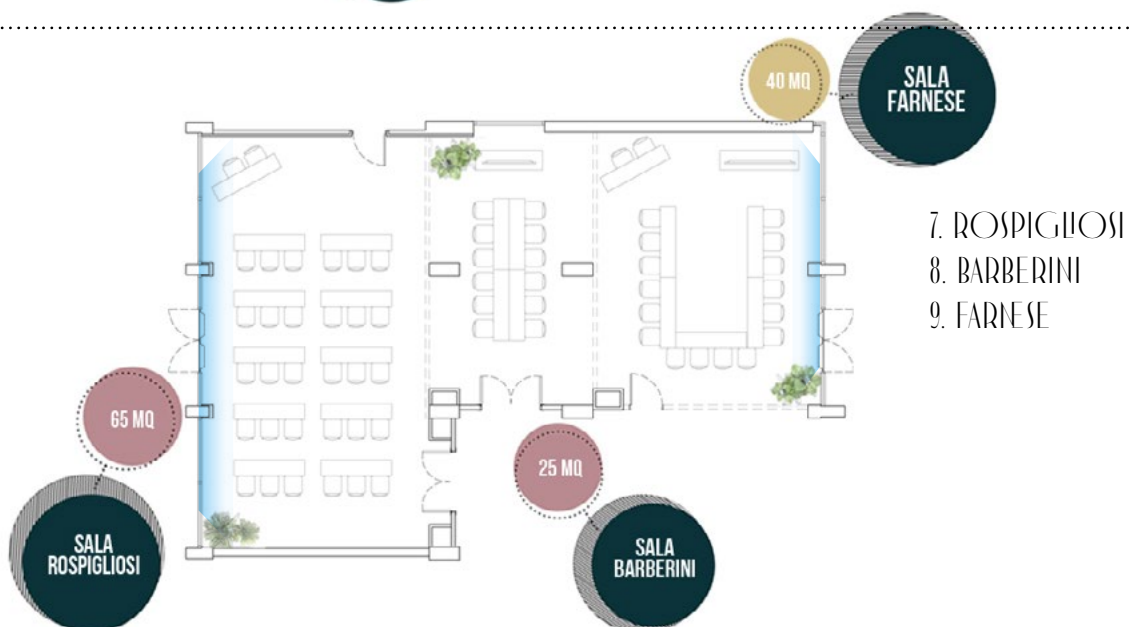 40 MQ
SALA
FARNESE
7. ROSPIGLIOSI
8. BARBERINI
9. FARNESE
65 MQ
SALA
ROSPIGLIOSI
25 MQ
SALA
BARBERINI